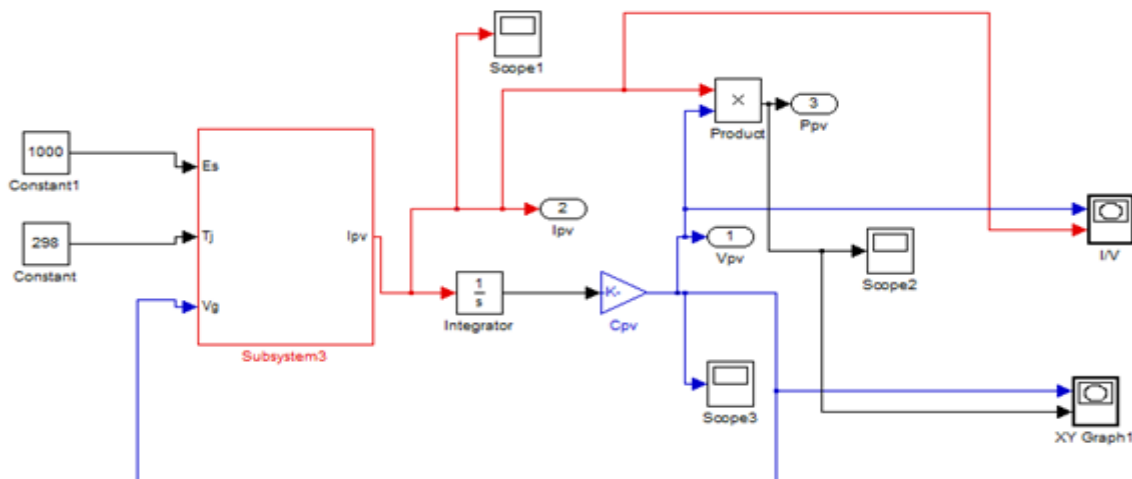 Scope1
×
Product
3
Ppv
1000
Constant1
Es
298
Constant
Tj
Ipv
Vg
Subsystem3
2
Ipv
1
Vpv
1
s
Integrator
-K-
Cpv
Scope2
I/V
Scope3
XY Graph1